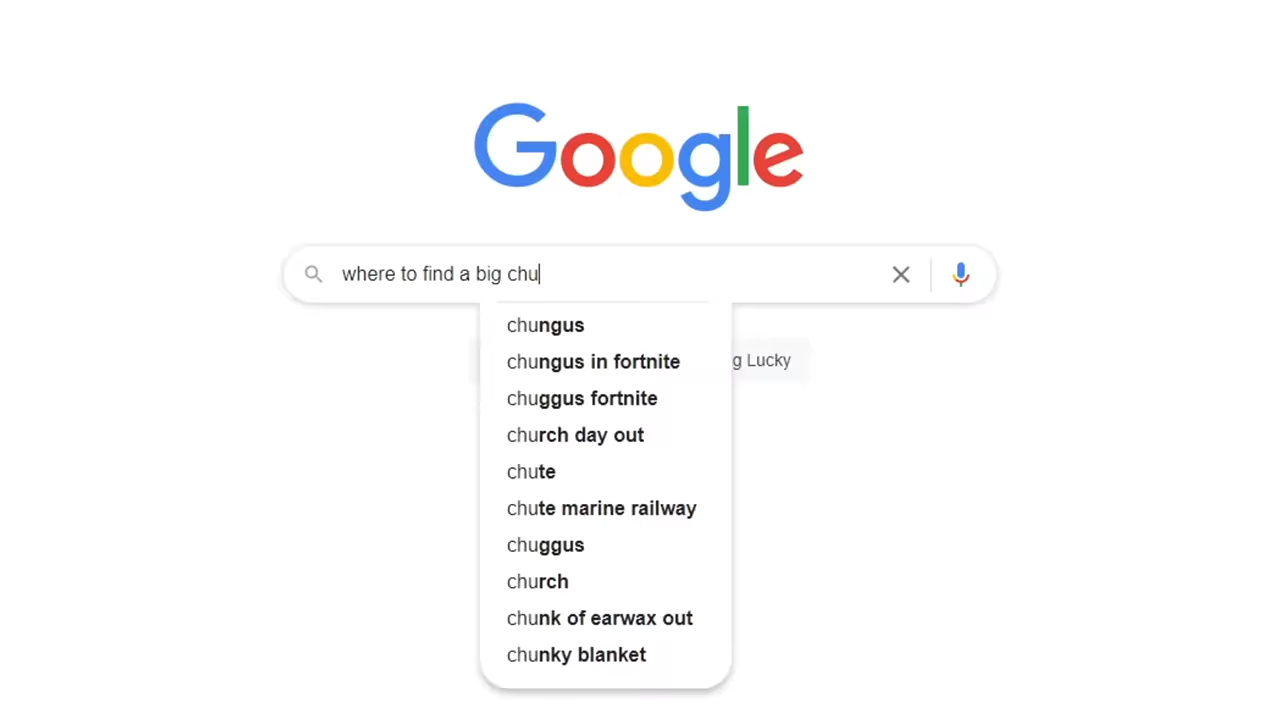 Google
where to find a big chu
chungus
chungus in fortnite
g Lucky
chuggus fortnite
church day out
chute
chute marine railway
chuggus
church
chunk of earwax out
chunky blanket